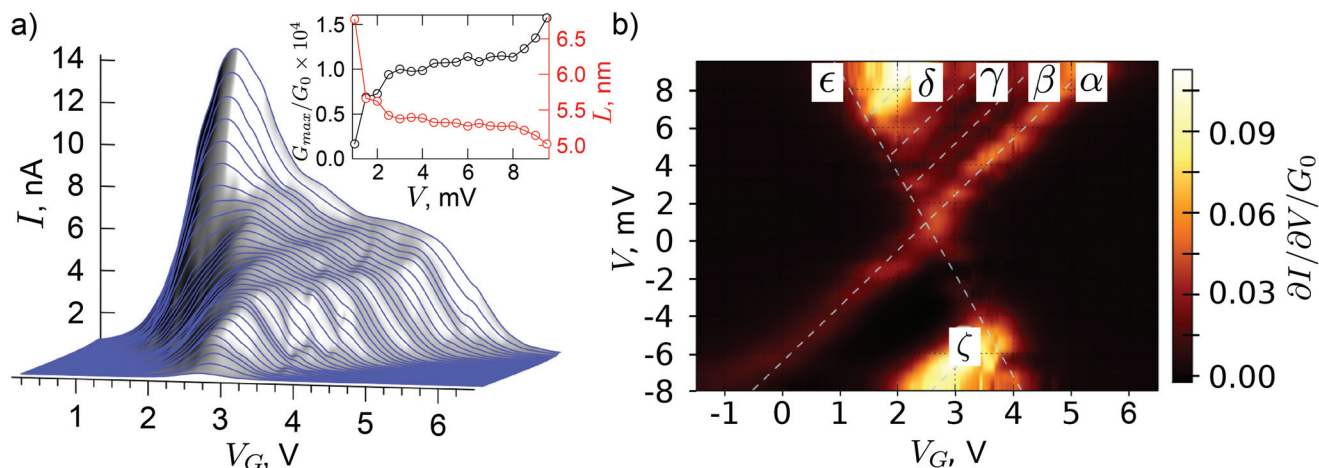 a)
14
12
10
8
6
4
2
I, nA
1 2 3 4 5 6
V_G, V
1.5
1.0
0.5
0.0
G_{max}/G_0 × 10^4
2 4 6 8
V, mV
6.5
6.0
5.5
5.0
L, nm
b)
8
6
4
2
0
-2
-4
-6
-8
V, mV
ϵ δ γ β α
ζ
-1 0 1 2 3 4 5 6
V_G, V
0.09
0.06
0.03
0.00
∂I/∂V/G_0